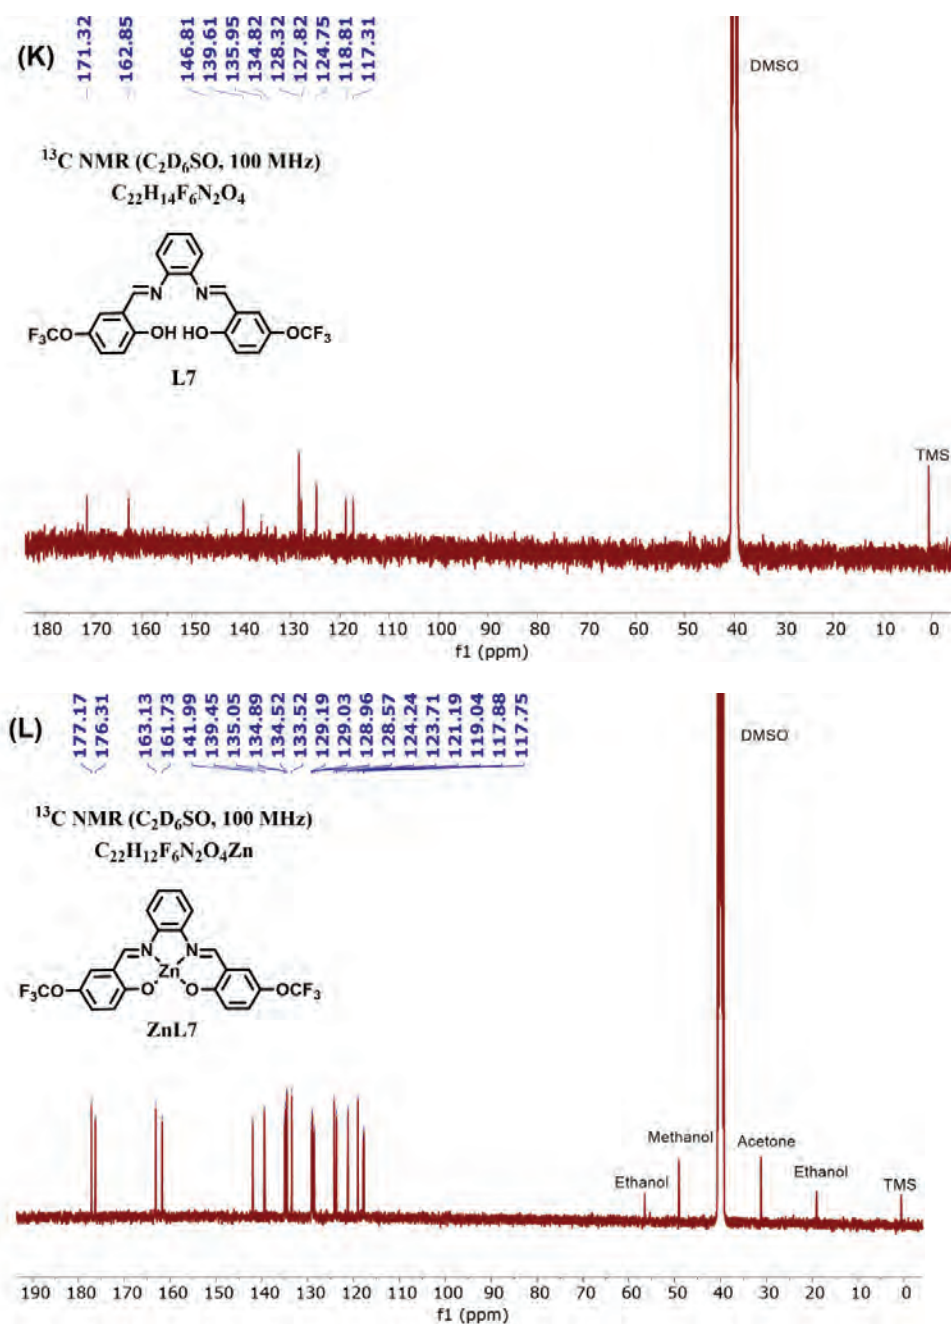 (K)
171.32
162.85
146.81
139.61
135.95
134.82
128.32
127.82
124.75
118.81
117.31
DMSO
¹³C NMR (C₂D₆SO, 100 MHz)
C₂₂H₁₄F₆N₂O₄
N N
F₃CO OH HO OCF₃
L7
TMS
180 170 160 150 140 130 120 110 100 90 80 70 60 50 40 30 20 10 0
f1 (ppm)
(L)
177.17
176.31
163.13
161.73
141.99
139.45
135.05
134.89
134.52
133.52
129.19
129.03
128.96
128.57
124.24
123.71
121.19
119.04
117.88
117.75
DMSO
¹³C NMR (C₂D₆SO, 100 MHz)
C₂₂H₁₂F₆N₂O₄Zn
N N
Zn
F₃CO O O OCF₃
ZnL7
Ethanol
Methanol
Acetone
Ethanol
TMS
190 180 170 160 150 140 130 120 110 100 90 80 70 60 50 40 30 20 10 0
f1 (ppm)